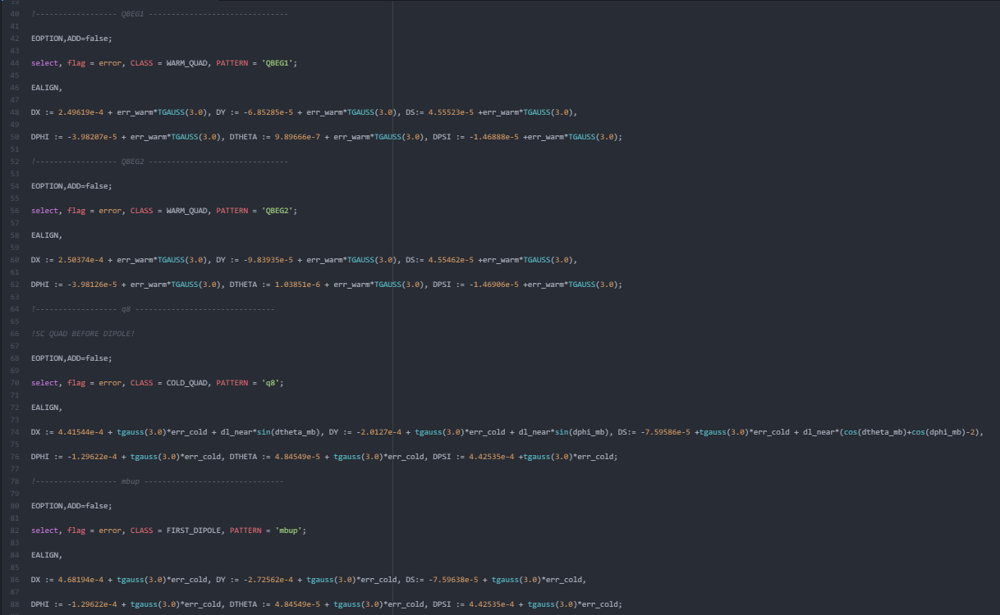 39
40 !------------------ QBEG1 -------------------------------
41
42 EOPTION,ADD=false;
43
44 select, flag = error, CLASS = WARM_QUAD, PATTERN = 'QBEG1';
45
46 EALIGN,
47
48 DX := 2.49619e-4 + err_warm*TGAUSS(3.0), DY := -6.85285e-5 + err_warm*TGAUSS(3.0), DS:= 4.55523e-5 +err_warm*TGAUSS(3.0),
49
50 DPHI := -3.98207e-5 + err_warm*TGAUSS(3.0), DTHETA := 9.89666e-7 + err_warm*TGAUSS(3.0), DPSI := -1.46888e-5 +err_warm*TGAUSS(3.0);
51
52 !------------------ QBEG2 -------------------------------
53
54 EOPTION,ADD=false;
55
56 select, flag = error, CLASS = WARM_QUAD, PATTERN = 'QBEG2';
57
58 EALIGN,
59
60 DX := 2.50374e-4 + err_warm*TGAUSS(3.0), DY := -9.83935e-5 + err_warm*TGAUSS(3.0), DS:= 4.55462e-5 +err_warm*TGAUSS(3.0),
61
62 DPHI := -3.98126e-5 + err_warm*TGAUSS(3.0), DTHETA := 1.03851e-6 + err_warm*TGAUSS(3.0), DPSI := -1.46906e-5 +err_warm*TGAUSS(3.0);
63
64 !------------------ q8 -------------------------------
65
66 !SC QUAD BEFORE DIPOLE!
67
68 EOPTION,ADD=false;
69
70 select, flag = error, CLASS = COLD_QUAD, PATTERN = 'q8';
71
72 EALIGN,
73
74 DX := 4.41544e-4 + tgauss(3.0)*err_cold + dl_near*sin(dtheta_mb), DY := -2.0127e-4 + tgauss(3.0)*err_cold + dl_near*sin(dphi_mb), DS:= -7.59586e-5 +tgauss(3.0)*err_cold + dl_near*(cos(dtheta_mb)+cos(dphi_mb)-2),
75
76 DPHI := -1.29622e-4 + tgauss(3.0)*err_cold, DTHETA := 4.84549e-5 + tgauss(3.0)*err_cold, DPSI := 4.42535e-4 +tgauss(3.0)*err_cold;
77
78 !------------------ mbup -------------------------------
79
80 EOPTION,ADD=false;
81
82 select, flag = error, CLASS = FIRST_DIPOLE, PATTERN = 'mbup';
83
84 EALIGN,
85
86 DX := 4.68194e-4 + tgauss(3.0)*err_cold, DY := -2.72562e-4 + tgauss(3.0)*err_cold, DS:= -7.59638e-5 + tgauss(3.0)*err_cold,
87
88 DPHI := -1.29622e-4 + tgauss(3.0)*err_cold, DTHETA := 4.84549e-5 + tgauss(3.0)*err_cold, DPSI := 4.42535e-4 + tgauss(3.0)*err_cold;